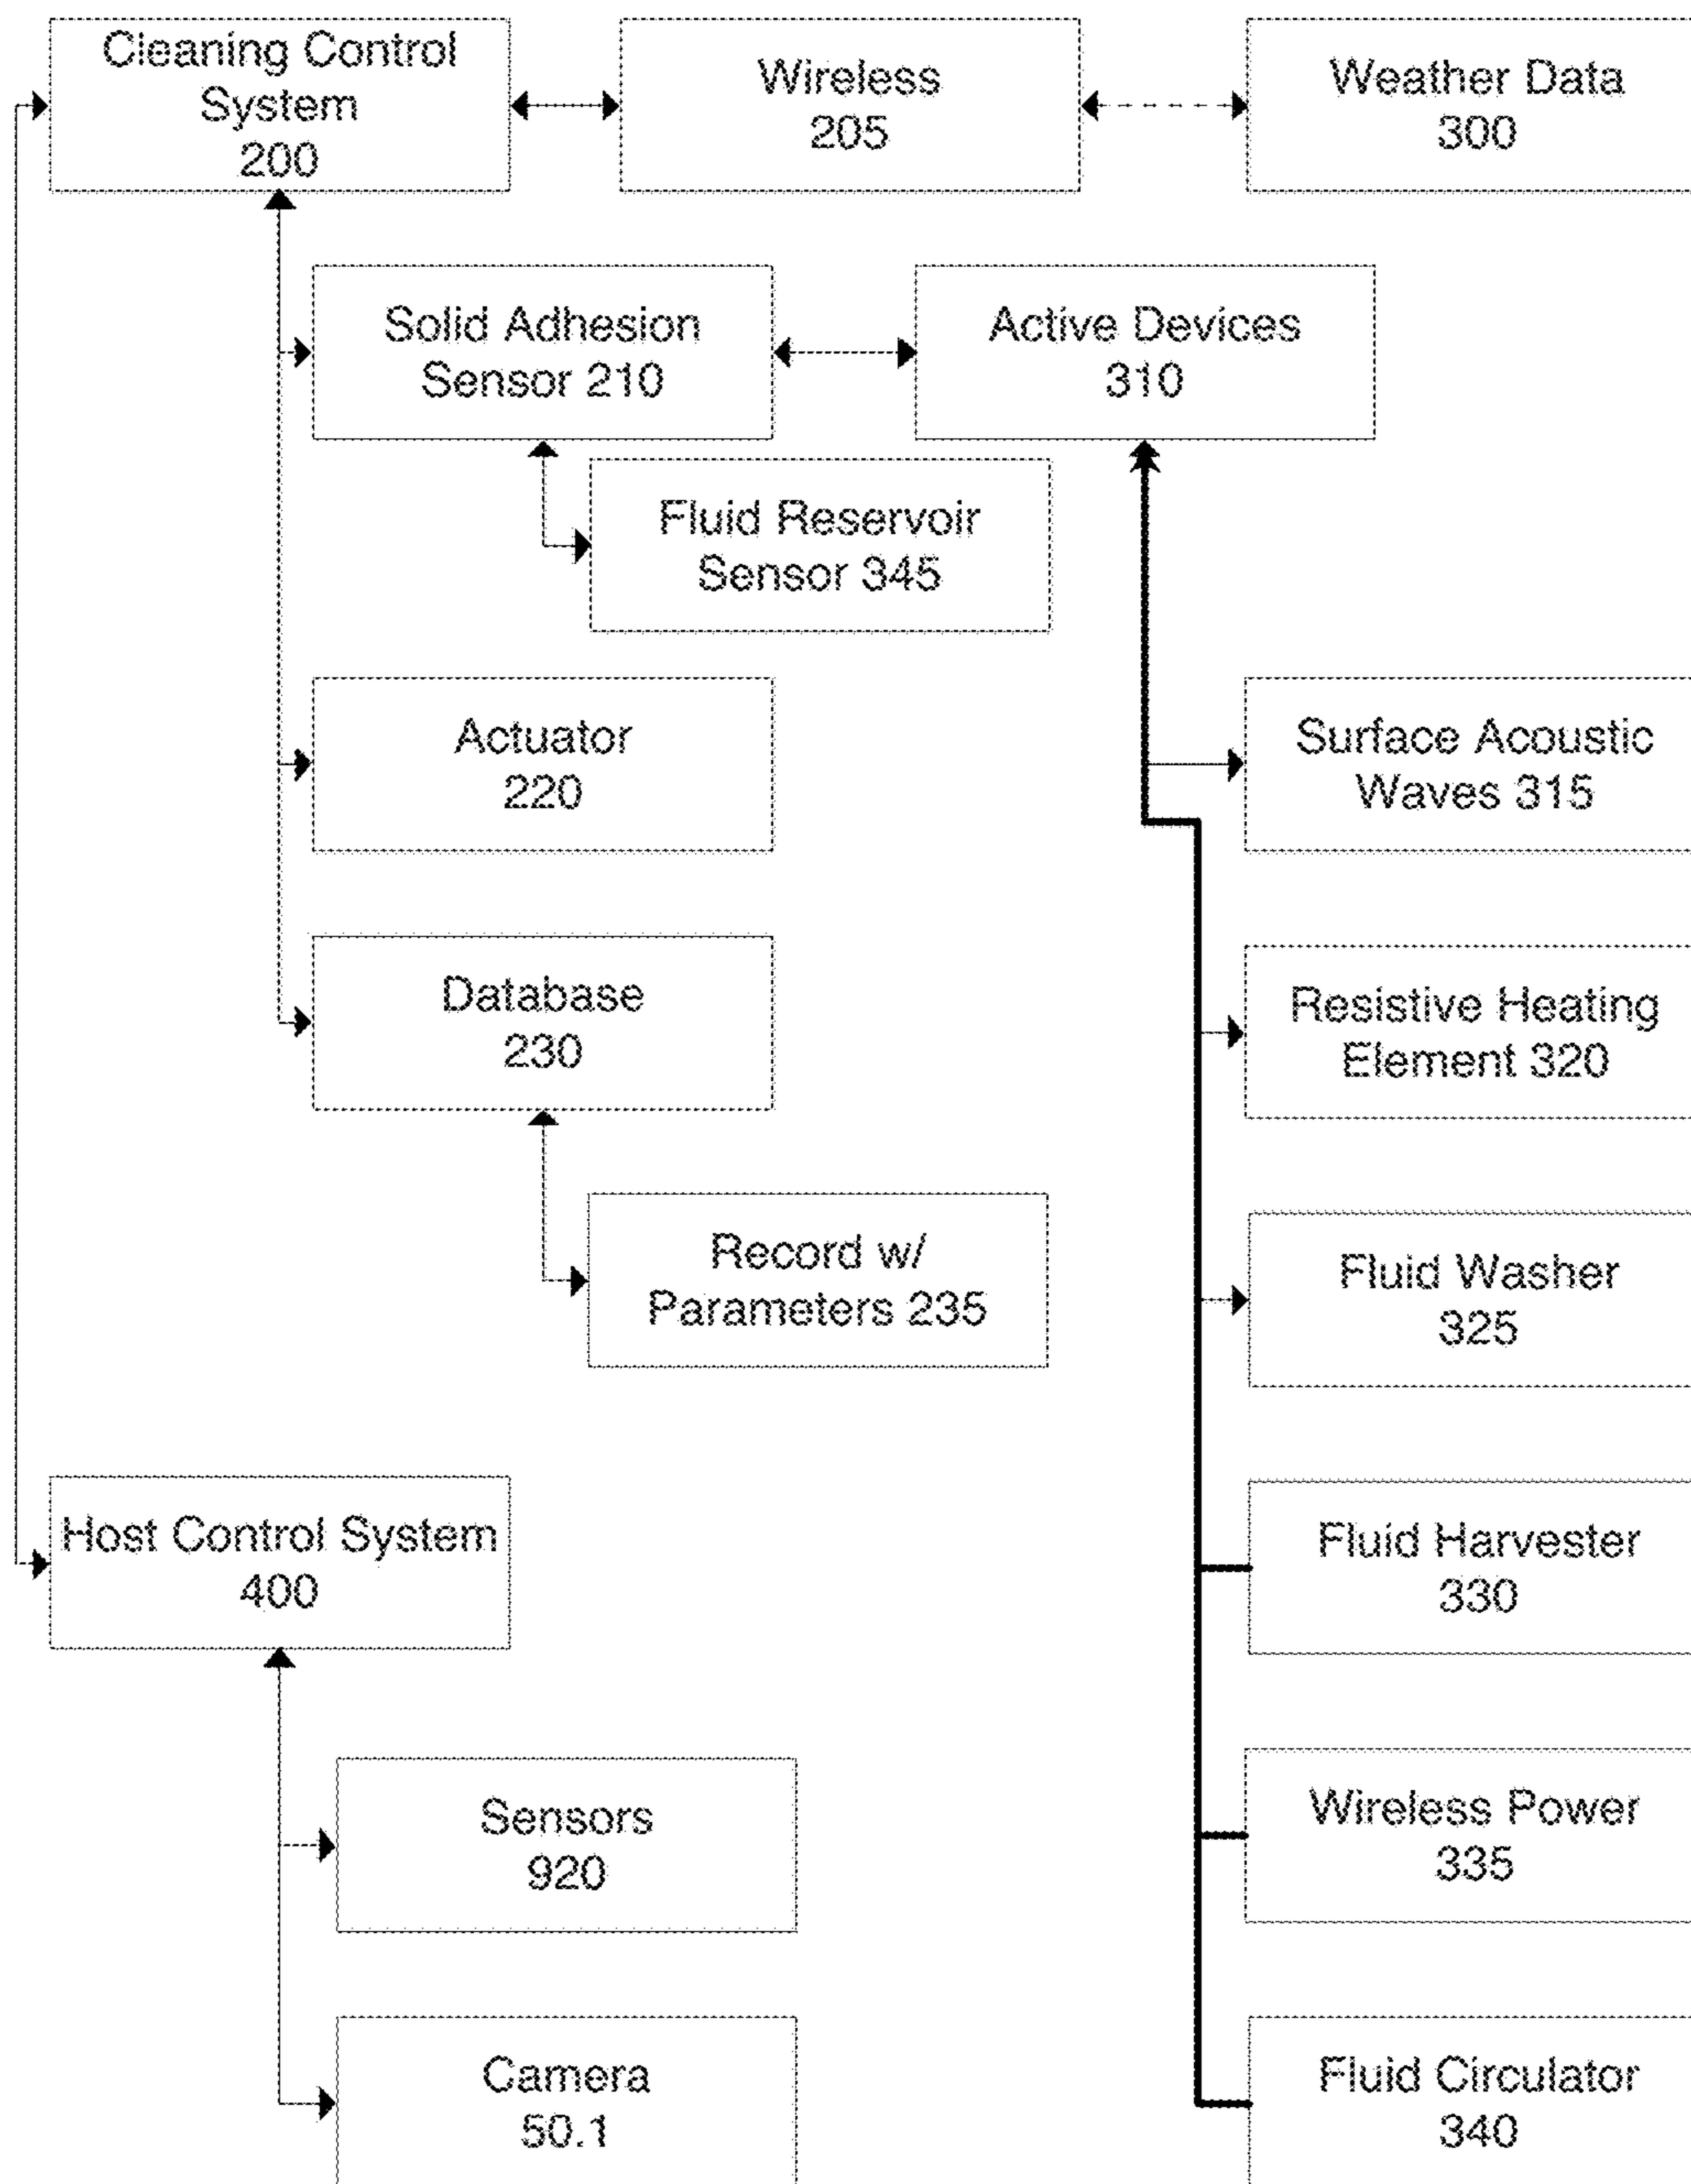 Cleaning Control
System
200
Wireless
205
Weather Data
300
Solid Adhesion
Sensor 210
Active Devices
310
Fluid Reservoir
Sensor 345
Actuator
220
Surface Acoustic
Waves 315
Database
230
Resistive Heating
Element 320
Record w/
Parameters 235
Fluid Washer
325
Host Control System
400
Fluid Harvester
330
Sensors
920
Wireless Power
335
Camera
50.1
Fluid Circulator
340